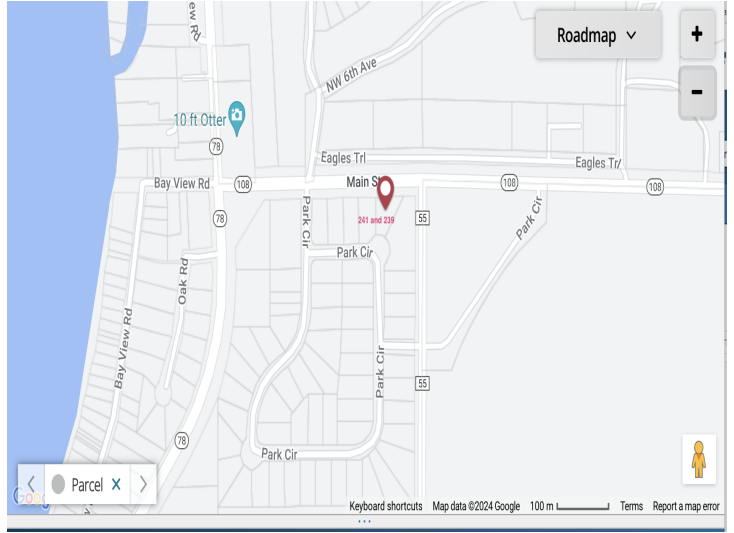 ew Rd
Roadmap
+
NW 6th Ave
-
10 ft Otter
78
Eagles Trl
Eagles Tr/
Bay View Rd
108
Main St
108
108
78
241 and 239
55
Park Cir
Park Cir
Park Cir
Oak Rd
Bay View Rd
Park Cir
55
78
Park Cir
Parcel ×
Goog
Keyboard shortcuts Map data ©2024 Google 100 m Terms Report a map error